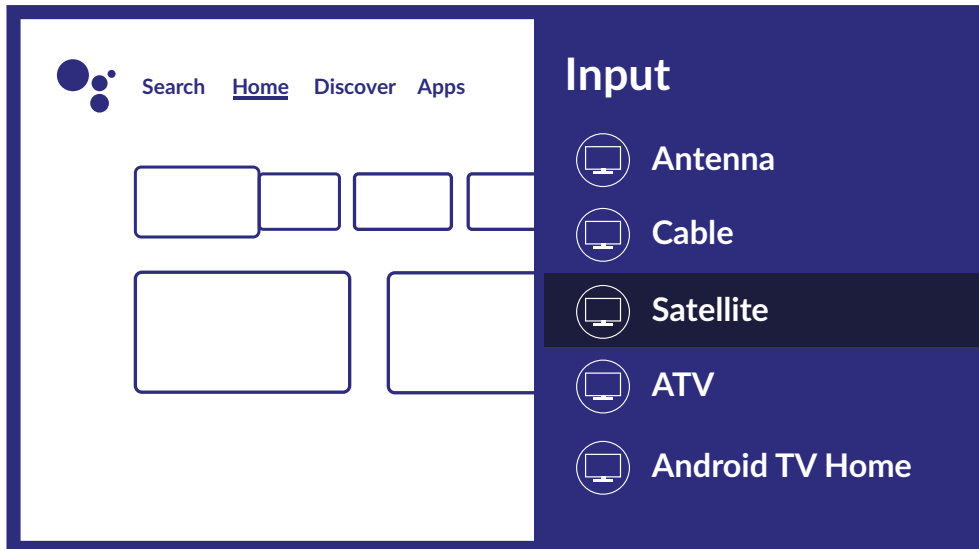 Search Home Discover Apps
Input
Antenna
Cable
Satellite
ATV
Android TV Home